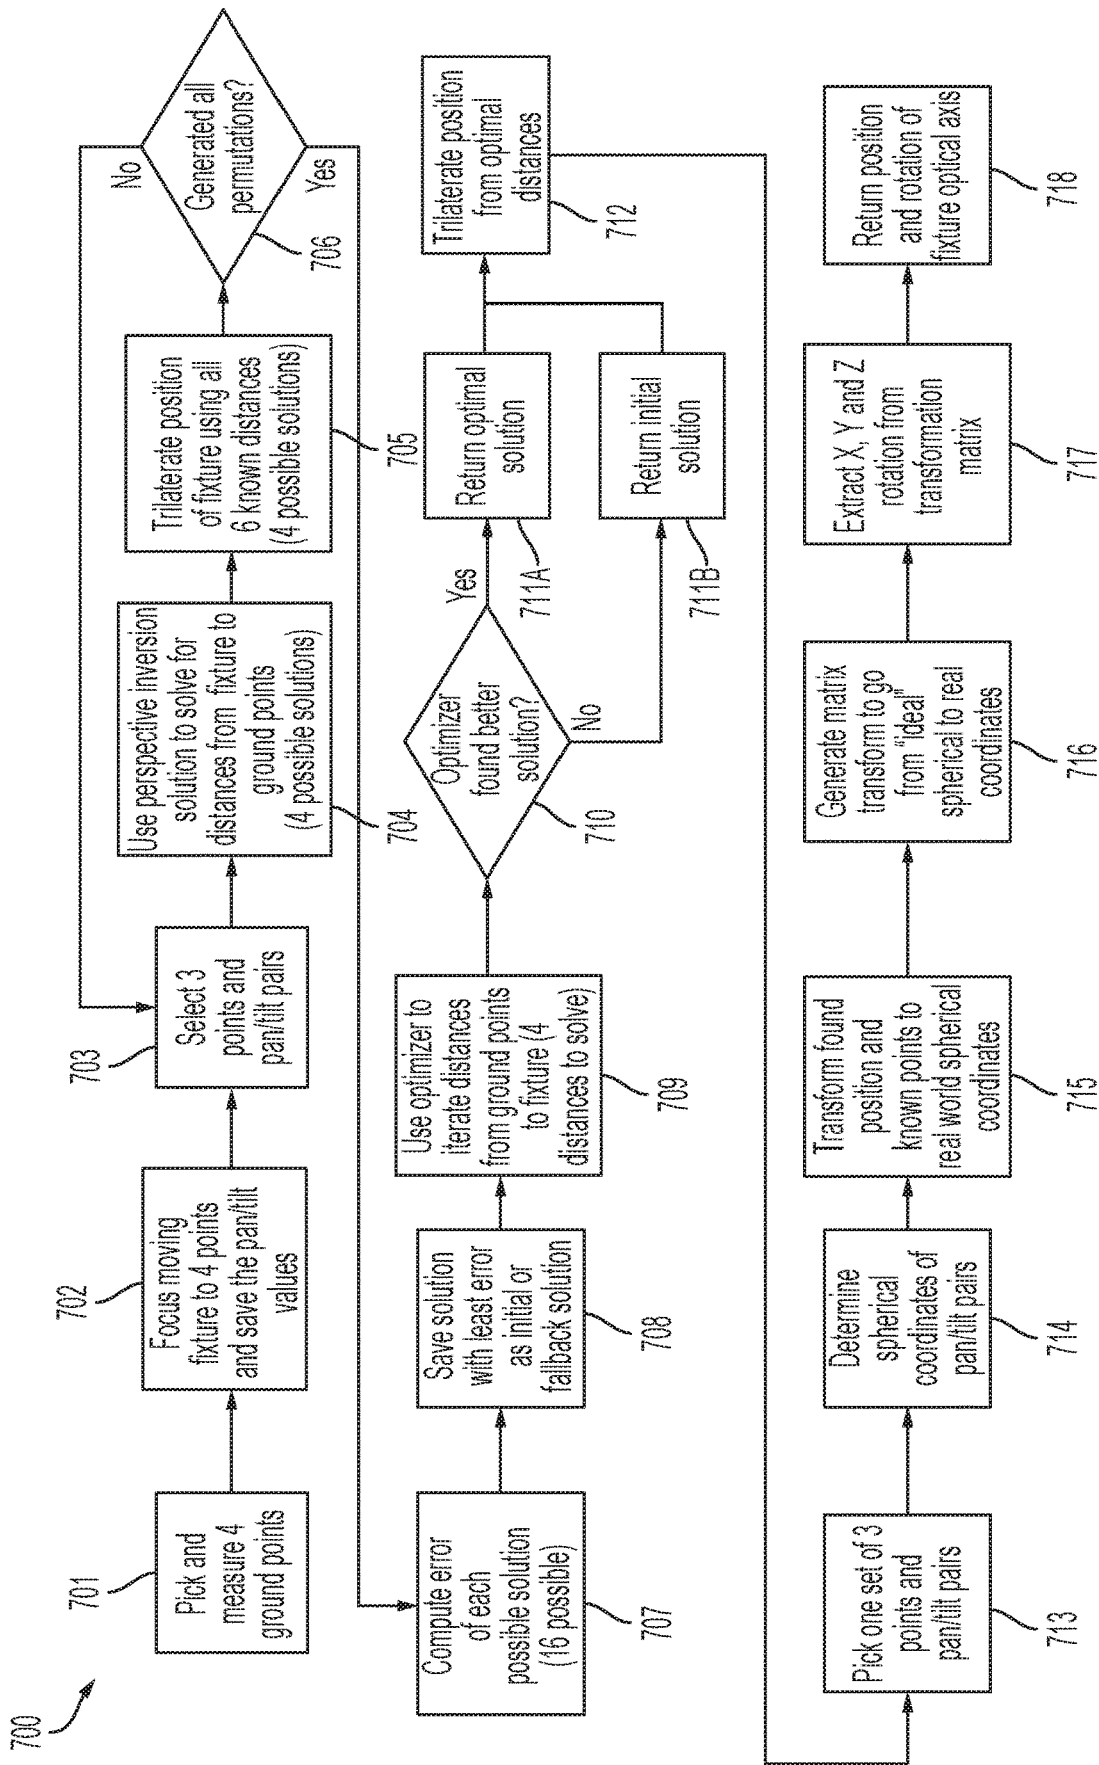 700
701
Pick and
measure 4
ground points
702
Focus moving
fixture to 4 points
and save the pan/tilt
values
703
Select 3
points and
pan/tilt pairs
Use perspective inversion
solution to solve for
distances from fixture to
ground points
(4 possible solutions)
704
Trilaterate position
of fixture using all
6 known distances
(4 possible solutions)
705
Generated all
permutations?
706
No
Yes
Compute error
of each
possible solution
(16 possible)
707
Save solution
with least error
as initial or
fallback solution
708
Use optimizer to
iterate distances
from ground points
to fixture (4
distances to solve)
709
Optimizer
found better
solution?
710
Yes
No
Return optimal
solution
711A
Return initial
solution
711B
Trilaterate position
from optimal
distances
712
Pick one set of 3
points and
pan/tilt pairs
713
Determine
spherical
coordinates of
pan/tilt pairs
714
Transform found
position and
known points to
real world spherical
coordinates
715
Generate matrix
transform to go
from "ideal"
spherical to real
coordinates
716
Extract X, Y and Z
rotation from
transformation
matrix
717
Return position
and rotation of
fixture optical axis
718